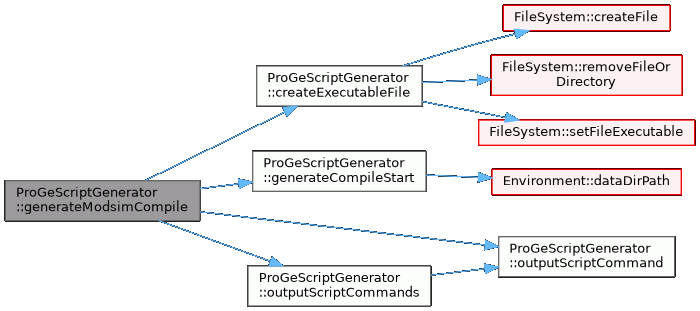 FileSystem::createFile
ProGeScriptGenerator
::createExecutableFile
FileSystem::removeFileOr
Directory
FileSystem::setFileExecutable
ProGeScriptGenerator
::generateCompileStart
Environment::dataDirPath
ProGeScriptGenerator
::generateModsimCompile
ProGeScriptGenerator
::outputScriptCommand
ProGeScriptGenerator
::outputScriptCommands